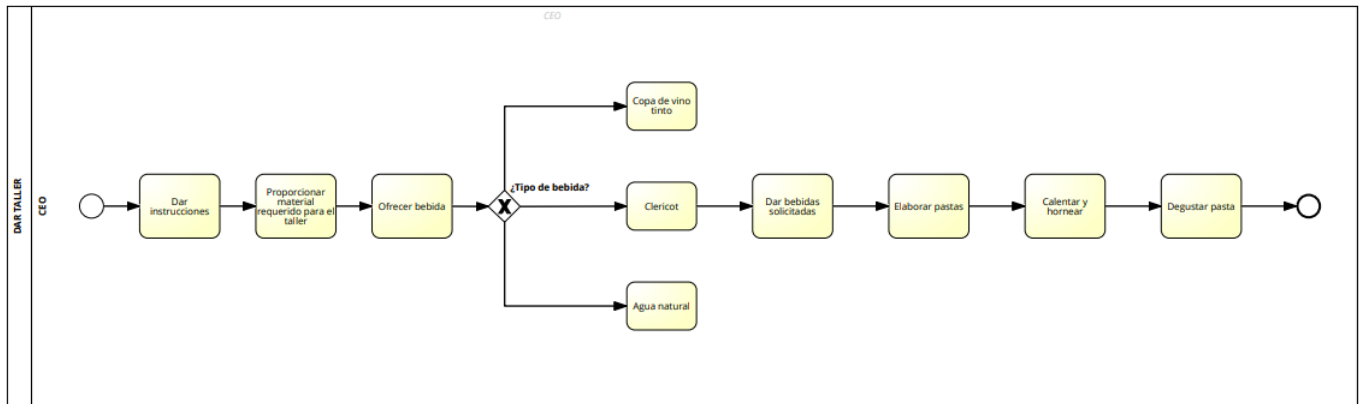 CEO
DAR TALLER
CEO
Dar
instrucciones
Proporcionar
material
requerido para el
taller
Ofrecer bebida
¿Tipo de bebida?
Copa de vino
tinto
Clericot
Agua natural
Dar bebidas
solicitadas
Elaborar pastas
Calentar y
hornear
Degustar pasta